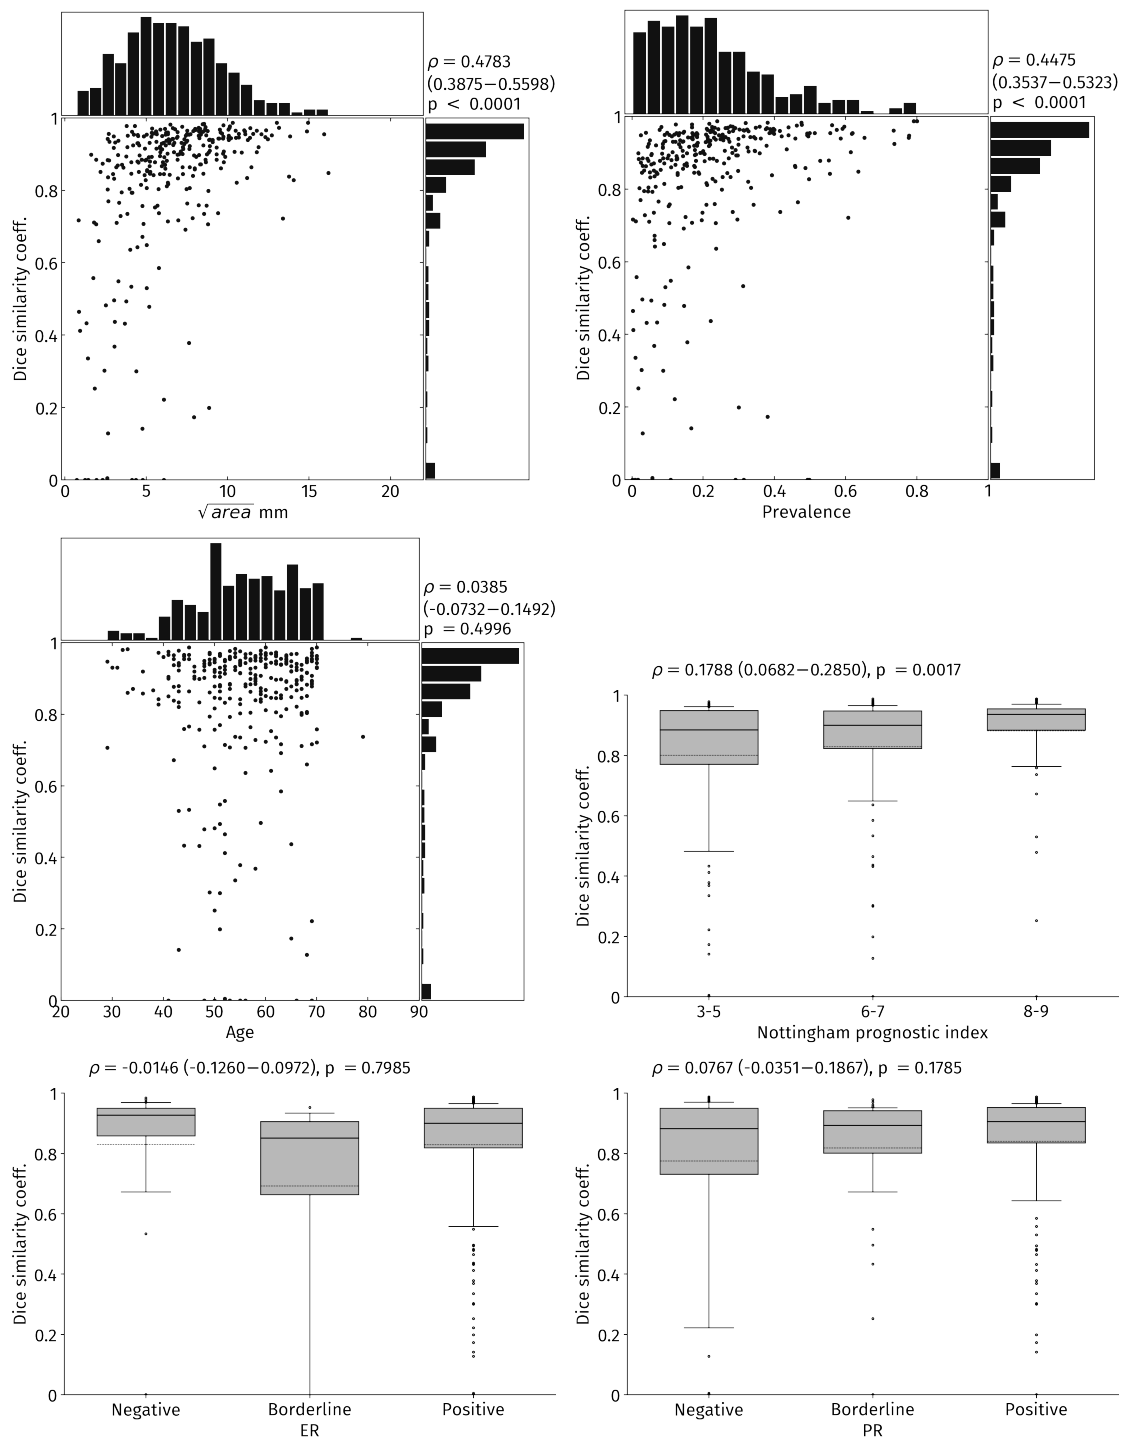 ρ = 0.4783
(0.3875−0.5598)
p < 0.0001
1
0.8
0.6
0.4
0.2
0
Dice similarity coeff.
0 5 10 15 20
√area mm
ρ = 0.4475
(0.3537−0.5323)
p < 0.0001
1
0.8
0.6
0.4
0.2
0
Dice similarity coeff.
0 0.2 0.4 0.6 0.8 1
Prevalence
ρ = 0.0385
(-0.0732−0.1492)
p = 0.4996
1
0.8
0.6
0.4
0.2
0
Dice similarity coeff.
20 30 40 50 60 70 80 90
Age
ρ = 0.1788 (0.0682−0.2850), p = 0.0017
1
0.8
0.6
0.4
0.2
0
Dice similarity coeff.
3-5 6-7 8-9
Nottingham prognostic index
ρ = -0.0146 (-0.1260−0.0972), p = 0.7985
1
0.8
0.6
0.4
0.2
0
Dice similarity coeff.
Negative Borderline Positive
ER
ρ = 0.0767 (-0.0351−0.1867), p = 0.1785
1
0.8
0.6
0.4
0.2
0
Dice similarity coeff.
Negative Borderline Positive
PR